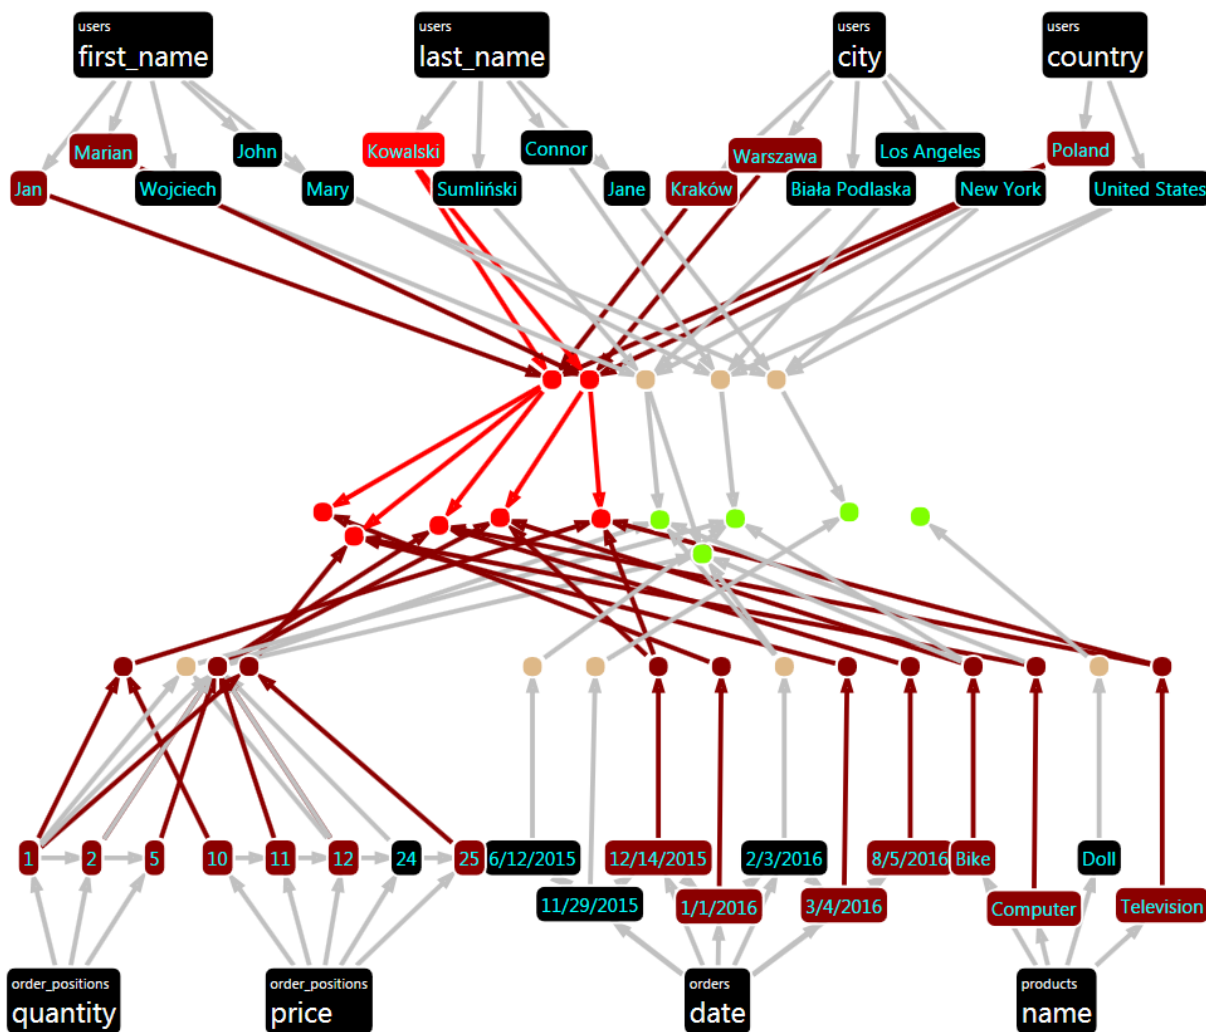 users
first_name
users
last_name
users
city
users
country
Marian
John
Kowalski
Connor
Warszawa
Los Angeles
Poland
Jan
Wojciech
Mary
Sumliński
Jane
Kraków
Biała Podlaska
New York
United States
1
2
5
10
11
12
24
25
6/12/2015
12/14/2015
2/3/2016
8/5/2016
Bike
Doll
11/29/2015
1/1/2016
3/4/2016
Computer
Television
order_positions
quantity
order_positions
price
orders
date
products
name